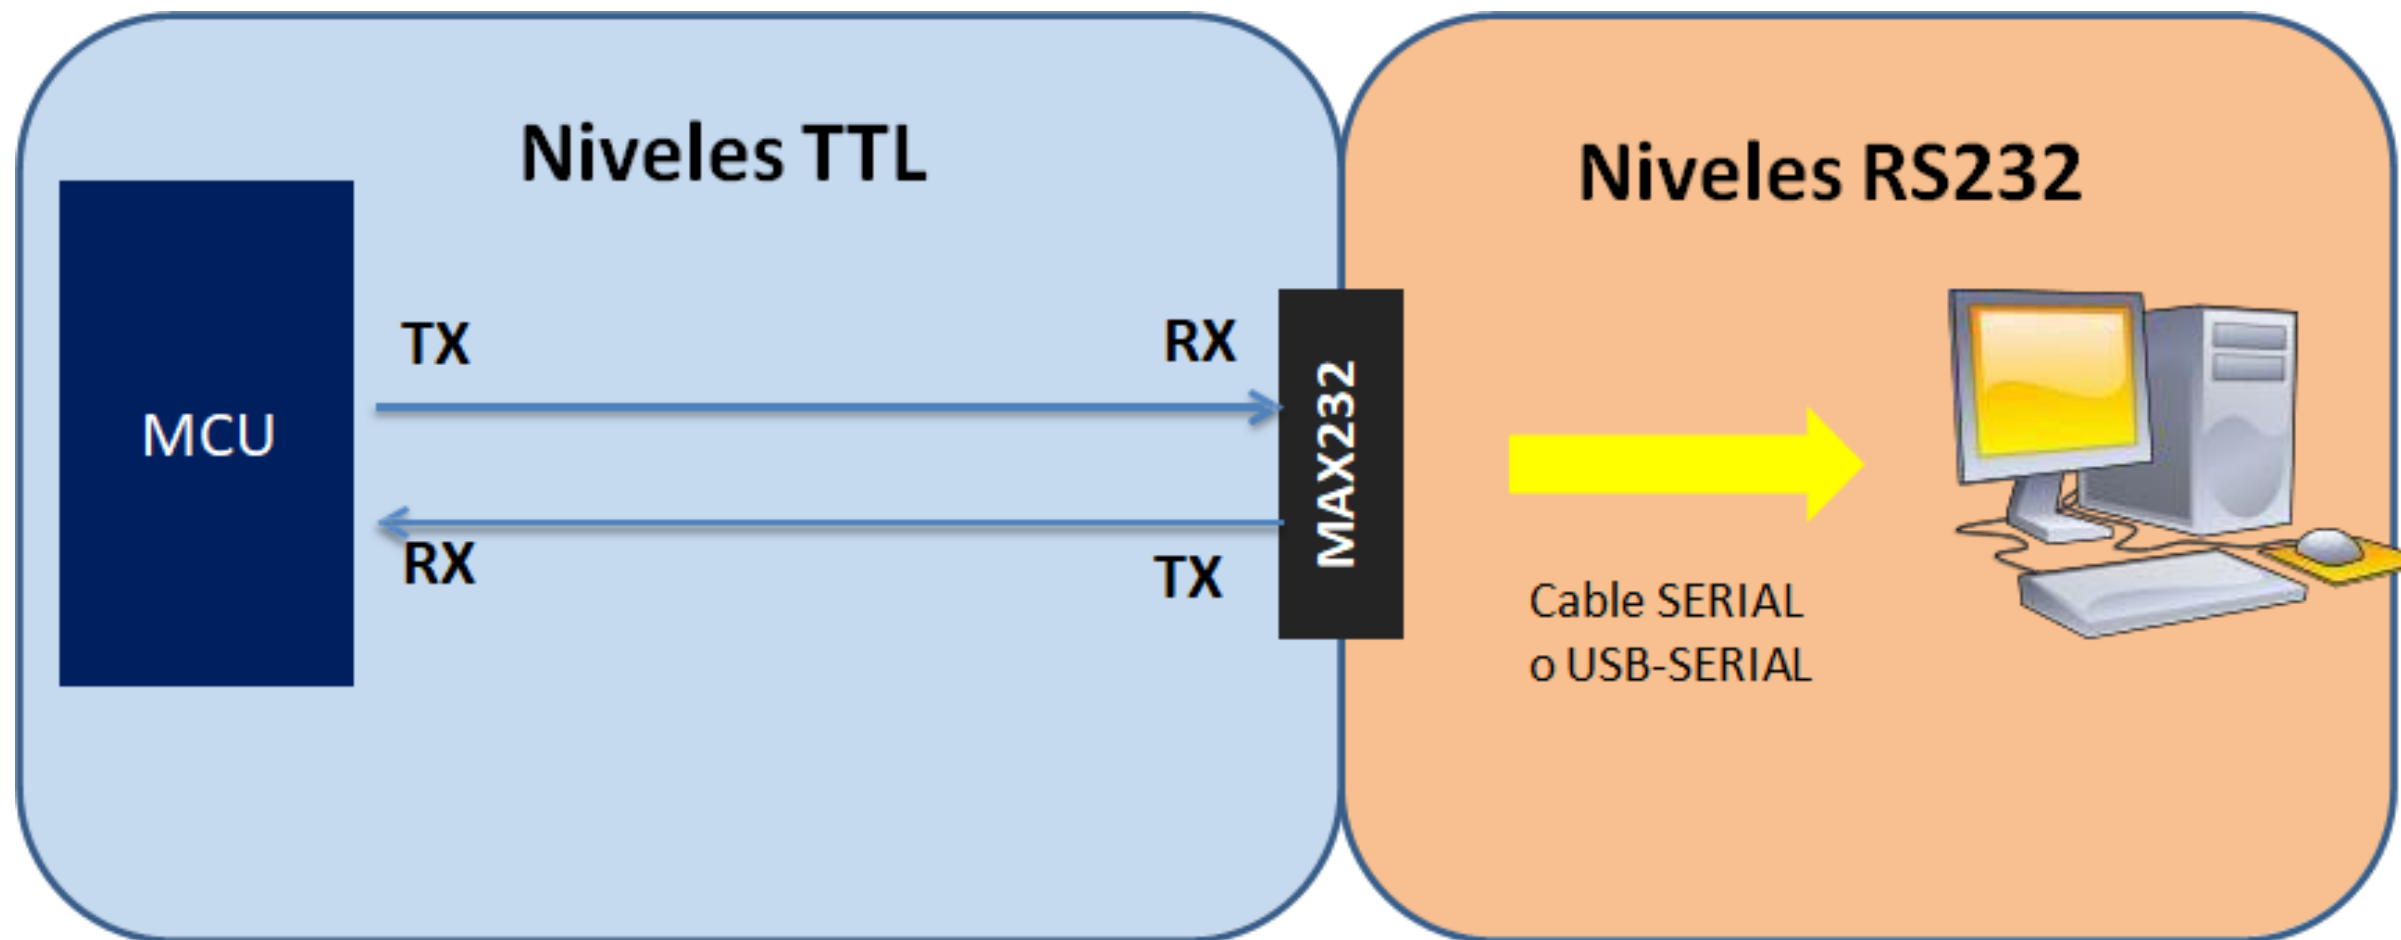 Niveles TTL
Niveles RS232
TX
RX
MCU
MAX232
RX
TX
Cable SERIAL
o USB-SERIAL